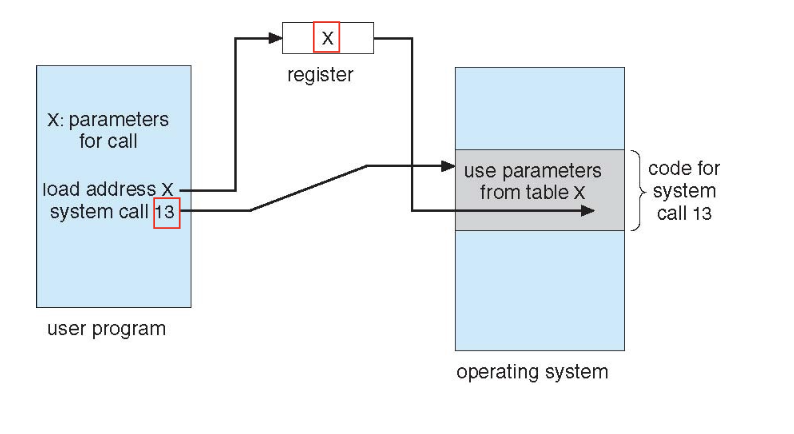 X
register
X: parameters
for call
load address X
system call 13
user program
use parameters
from table X
code for
system
call 13
operating system